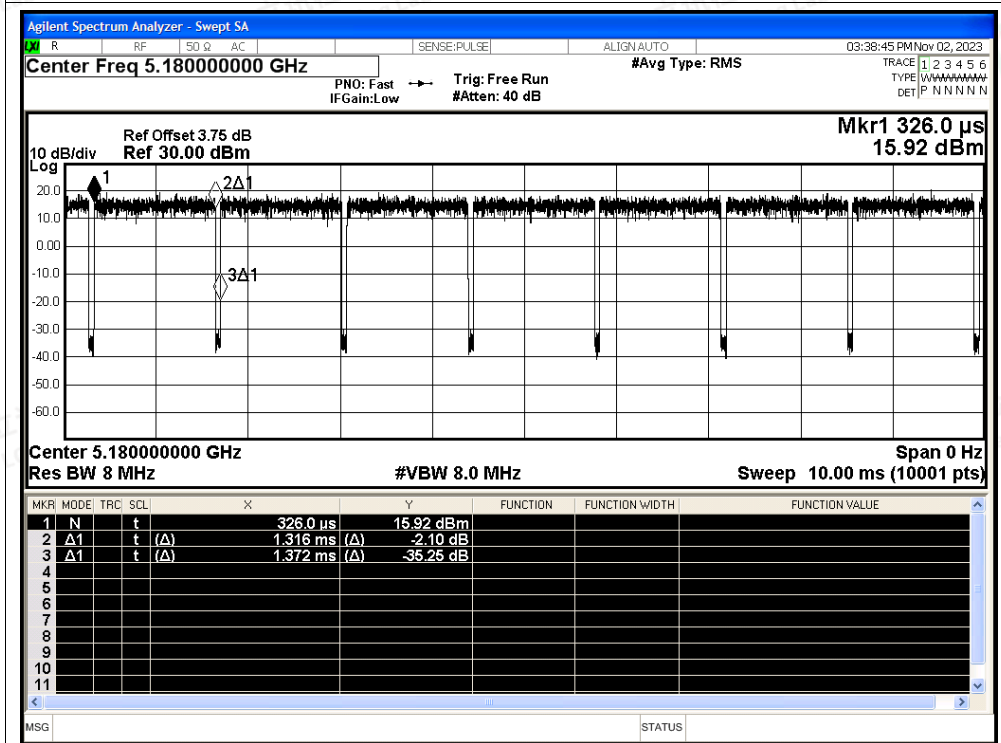 Agilent Spectrum Analyzer - Swept SA
LXI R RF 50 Ω AC SENSE:PULSE ALIGN AUTO 03:38:45 PM Nov 02, 2023
Center Freq 5.180000000 GHz #Avg Type: RMS TRACE 1 2 3 4 5 6
PNO: Fast Trig: Free Run TYPE WWWWWW
IFGain:Low #Atten: 40 dB DET P N N N N N
Mkr1 326.0 µs
Ref Offset 3.75 dB
10 dB/div Ref 30.00 dBm 15.92 dBm
Log
1
2Δ1
20.0
10.0
0.00
3Δ1
-10.0
-20.0
-30.0
-40.0
-50.0
-60.0
Center 5.180000000 GHz Span 0 Hz
Res BW 8 MHz #VBW 8.0 MHz Sweep 10.00 ms (10001 pts)
MKR MODE TRC SCL X Y FUNCTION FUNCTION WIDTH FUNCTION VALUE
1 N t 326.0 µs 15.92 dBm
2 Δ1 t (Δ) 1.316 ms (Δ) -2.10 dB
3 Δ1 t (Δ) 1.372 ms (Δ) -35.25 dB
4
5
6
7
8
9
10
11
MSG STATUS